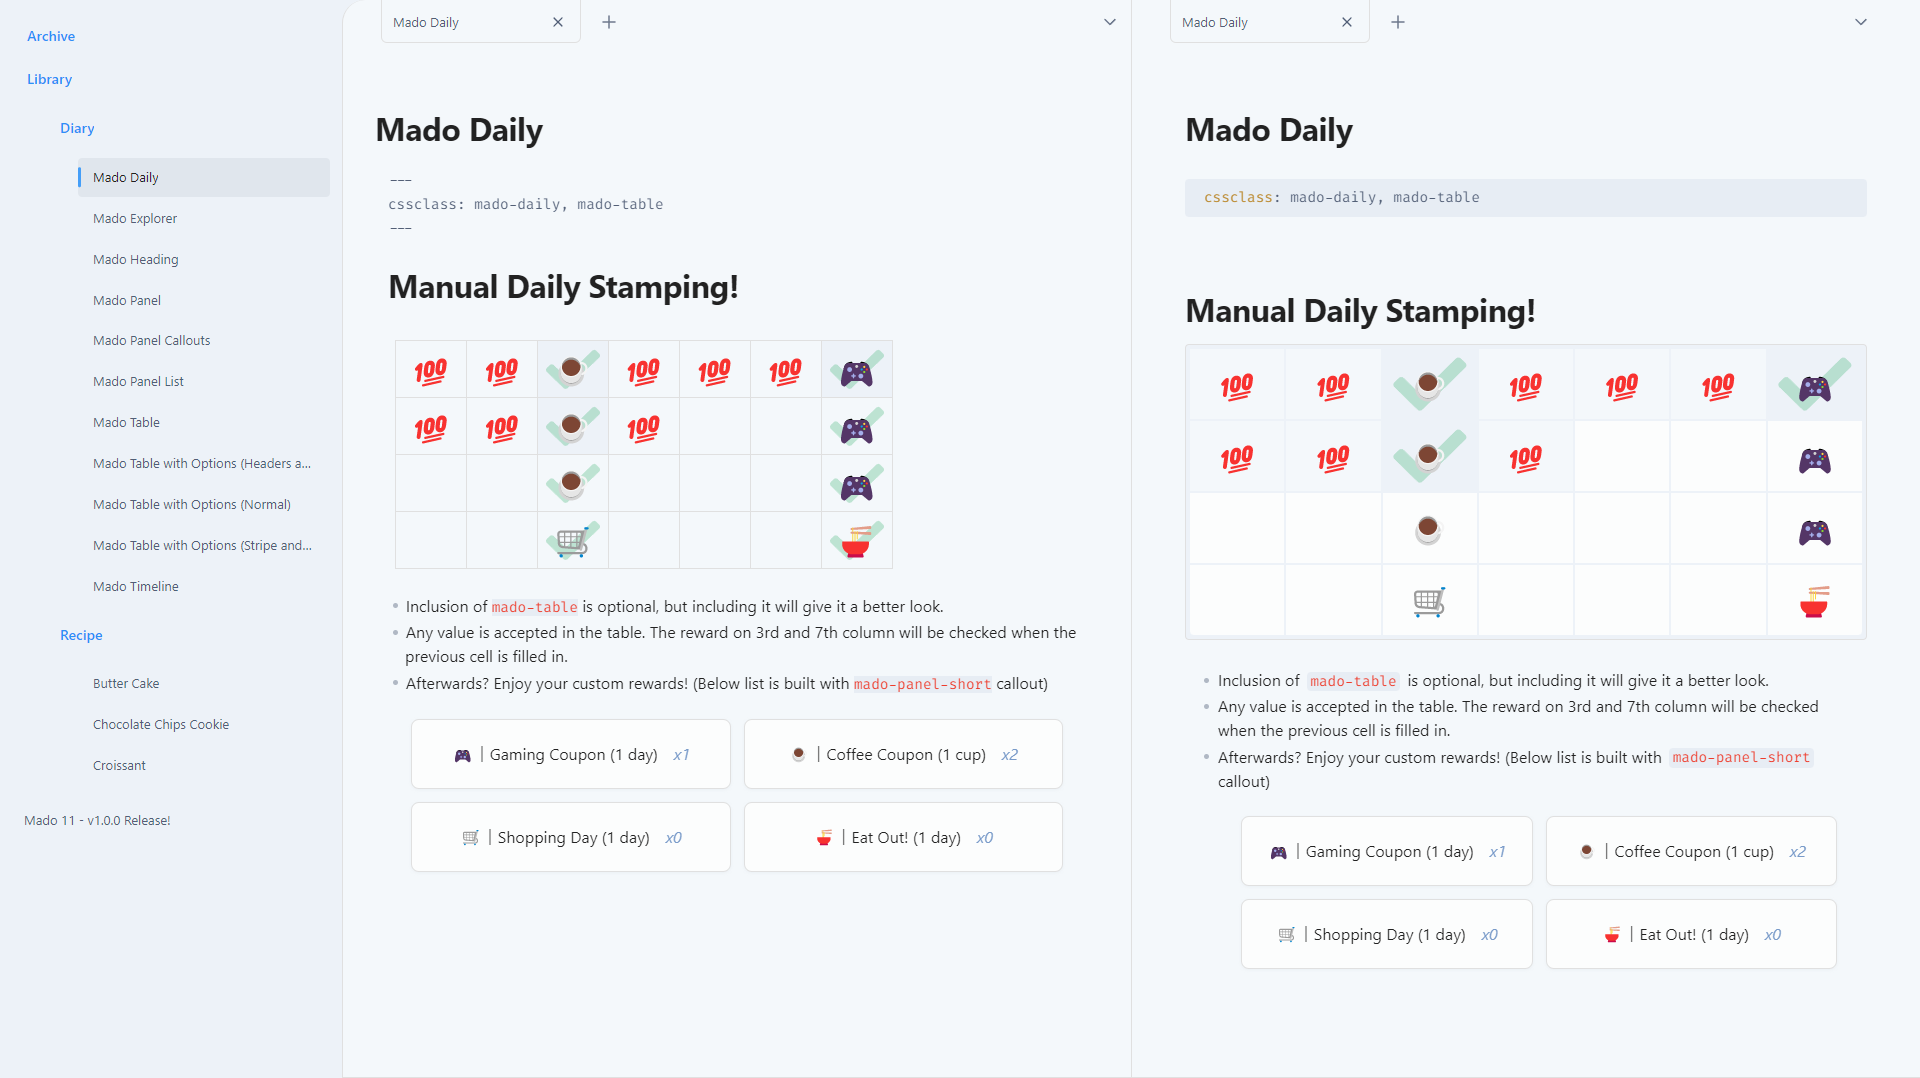 Archive
Library
Diary
Mado Daily
Mado Explorer
Mado Heading
Mado Panel
Mado Panel Callouts
Mado Panel List
Mado Table
Mado Table with Options (Headers a...
Mado Table with Options (Normal)
Mado Table with Options (Stripe and...
Mado Timeline
Recipe
Butter Cake
Chocolate Chips Cookie
Croissant
Mado 11 - v1.0.0 Release!
Mado Daily
Mado Daily
---
cssclass: mado-daily, mado-table
---
Manual Daily Stamping!
💯 💯 ☕ 💯 💯 💯 🎮
💯 💯 ☕ 💯 🎮
☕ 🎮
🛒 🍜
• Inclusion of mado-table is optional, but including it will give it a better look.
• Any value is accepted in the table. The reward on 3rd and 7th column will be checked when the
previous cell is filled in.
• Afterwards? Enjoy your custom rewards! (Below list is built with mado-panel-short callout)
🎮 | Gaming Coupon (1 day) x1
☕ | Coffee Coupon (1 cup) x2
🛒 | Shopping Day (1 day) x0
🍜 | Eat Out! (1 day) x0
Mado Daily
Mado Daily
cssclass: mado-daily, mado-table
Manual Daily Stamping!
💯 💯 ☕ 💯 💯 💯 🎮
💯 💯 ☕ 💯 🎮
☕ 🎮
🛒 🍜
• Inclusion of mado-table is optional, but including it will give it a better look.
• Any value is accepted in the table. The reward on 3rd and 7th column will be checked
when the previous cell is filled in.
• Afterwards? Enjoy your custom rewards! (Below list is built with mado-panel-short
callout)
🎮 | Gaming Coupon (1 day) x1
☕ | Coffee Coupon (1 cup) x2
🛒 | Shopping Day (1 day) x0
🍜 | Eat Out! (1 day) x0